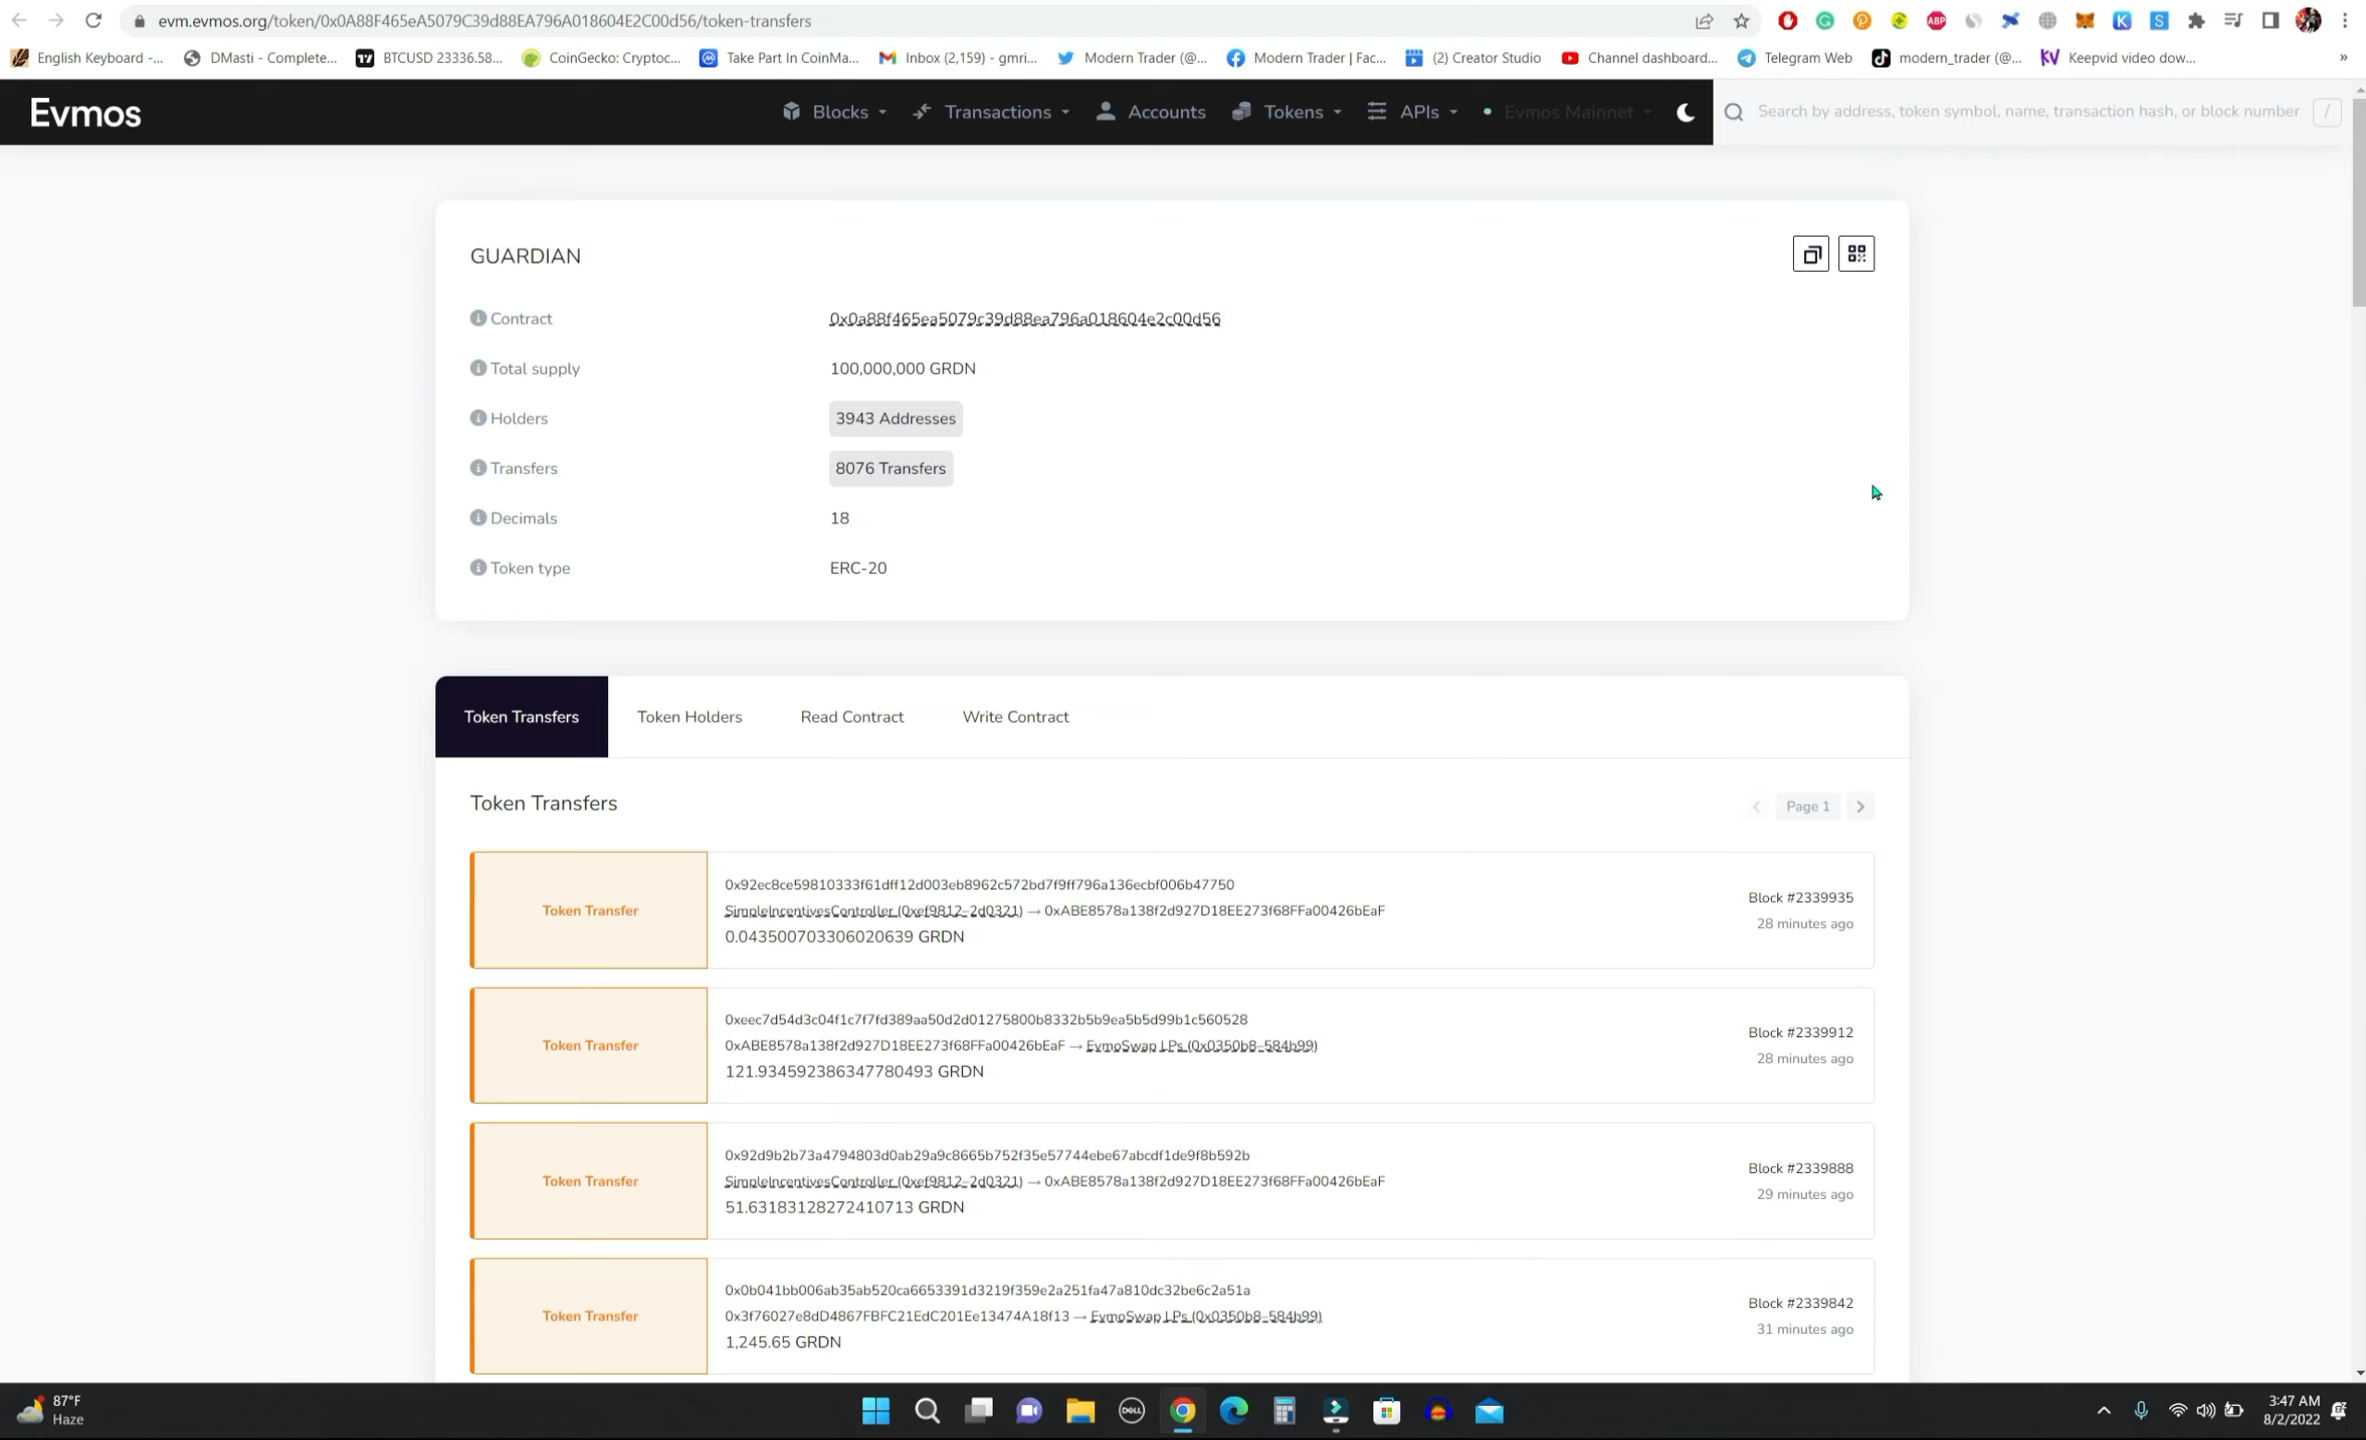 evm.evmos.org/token/0x0A88F465eA5079C39d88EA796A018604E2C00d56/token-transfers
English Keyboard -...
DMasti - Complete...
BTCUSD 23336.58...
CoinGecko: Cryptoc...
Take Part In CoinMa...
Inbox (2,159) - gmri...
Modern Trader (@...
Modern Trader | Fac...
(2) Creator Studio
Channel dashboard...
Telegram Web
modern_trader (@...
Keepvid video dow...
»
Evmos
Blocks
Transactions
Accounts
Tokens
APIs
Evmos Mainnet
Search by address, token symbol, name, transaction hash, or block number
/
GUARDIAN
Contract 0x0a88f465ea5079c39d88ea796a018604e2c00d56
Total supply 100,000,000 GRDN
Holders 3943 Addresses
Transfers 8076 Transfers
Decimals 18
Token type ERC-20
Token Transfers Token Holders Read Contract Write Contract
Token Transfers
Page 1
Token Transfer
0x92ec8ce59810333f61dff12d003eb8962c572bd7f9ff796a136ecbf006b47750
SimpleIncentivesController (0xef9812–2d0321) → 0xABE8578a138f2d927D18EE273f68FFa00426bEaF
0.043500703306020639 GRDN
Block #2339935
28 minutes ago
Token Transfer
0xeec7d54d3c04f1c7f7fd389aa50d2d01275800b8332b5b9ea5b5d99b1c560528
0xABE8578a138f2d927D18EE273f68FFa00426bEaF → EvmoSwap LPs (0x0350b8–584b99)
121.934592386347780493 GRDN
Block #2339912
28 minutes ago
Token Transfer
0x92d9b2b73a4794803d0ab29a9c8665b752f35e57744ebe67abcdf1de9f8b592b
SimpleIncentivesController (0xef9812–2d0321) → 0xABE8578a138f2d927D18EE273f68FFa00426bEaF
51.63183128272410713 GRDN
Block #2339888
29 minutes ago
Token Transfer
0x0b041bb006ab35ab520ca6653391d3219f359e2a251fa47a810dc32be6c2a51a
0x3f76027e8dD4867FBFC21EdC201Ee13474A18f13 → EvmoSwap LPs (0x0350b8–584b99)
1,245.65 GRDN
Block #2339842
31 minutes ago
87°F
Haze
DELL
3:47 AM
8/2/2022